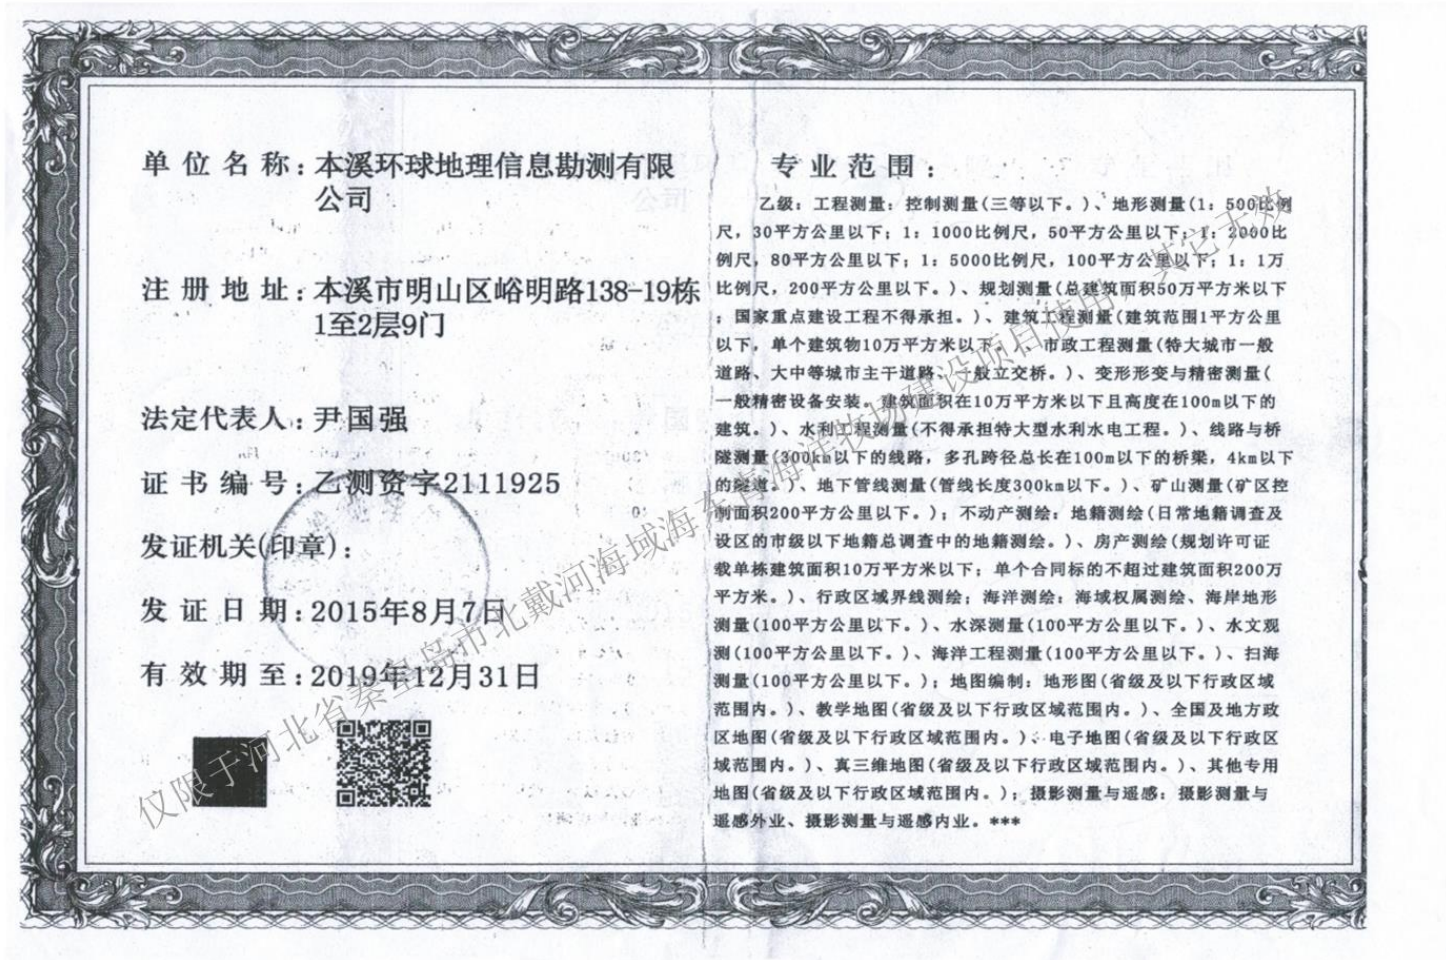 单位名称：本溪环球地理信息勘测有限
公司
注册地址：本溪市明山区峪明路138-19栋
1至2层9门
法定代表人：尹国强
证书编号：乙测资字2111925
发证机关(印章)：
发证日期：2015年8月7日
有效期至：2019年12月31日
专业范围：
乙级：工程测量：控制测量(三等以下。)、地形测量(1：500比例
尺，30平方公里以下；1：1000比例尺，50平方公里以下；1：2000比
例尺，80平方公里以下；1：5000比例尺，100平方公里以下；1：1万
比例尺，200平方公里以下。)、规划测量(总建筑面积50万平方米以下
；国家重点建设工程不得承担。)、建筑工程测量(建筑范围1平方公里
以下，单个建筑物10万平方米以下。)、市政工程测量(特大城市一般
道路、大中等城市主干道路、一般立交桥。)、变形形变与精密测量(
一般精密设备安装。建筑面积在10万平方米以下且高度在100m以下的
建筑。)、水利工程测量(不得承担特大型水利水电工程。)、线路与桥
隧测量(300km以下的线路，多孔跨径总长在100m以下的桥梁，4km以下
的隧道。)、地下管线测量(管线长度300km以下。)、矿山测量(矿区控
制面积200平方公里以下。)；不动产测绘：地籍测绘(日常地籍调查及
设区的市级以下地籍总调查中的地籍测绘。)、房产测绘(规划许可证
载单栋建筑面积10万平方米以下；单个合同标的不超过建筑面积200万
平方米。)、行政区域界线测绘；海洋测绘：海域权属测绘、海岸地形
测量(100平方公里以下。)、水深测量(100平方公里以下。)、水文观
测(100平方公里以下。)、海洋工程测量(100平方公里以下。)、扫海
测量(100平方公里以下。)；地图编制：地形图(省级及以下行政区域
范围内。)、教学地图(省级及以下行政区域范围内。)、全国及地方政
区地图(省级及以下行政区域范围内。)、电子地图(省级及以下行政区
域范围内。)、真三维地图(省级及以下行政区域范围内。)、其他专用
地图(省级及以下行政区域范围内。)；摄影测量与遥感：摄影测量与
遥感外业、摄影测量与遥感内业。***
仅限于河北省秦皇岛市北戴河海域海东青海洋牧场建设项目使用，其它无效